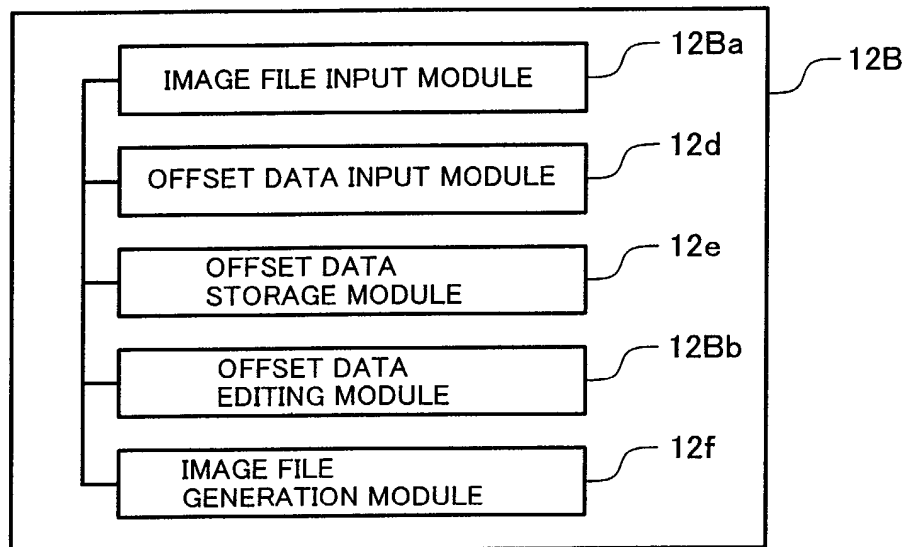 IMAGE FILE INPUT MODULE
12Ba
12B
OFFSET DATA INPUT MODULE
12d
OFFSET DATA
STORAGE MODULE
12e
OFFSET DATA
EDITING MODULE
12Bb
IMAGE FILE
GENERATION MODULE
12f